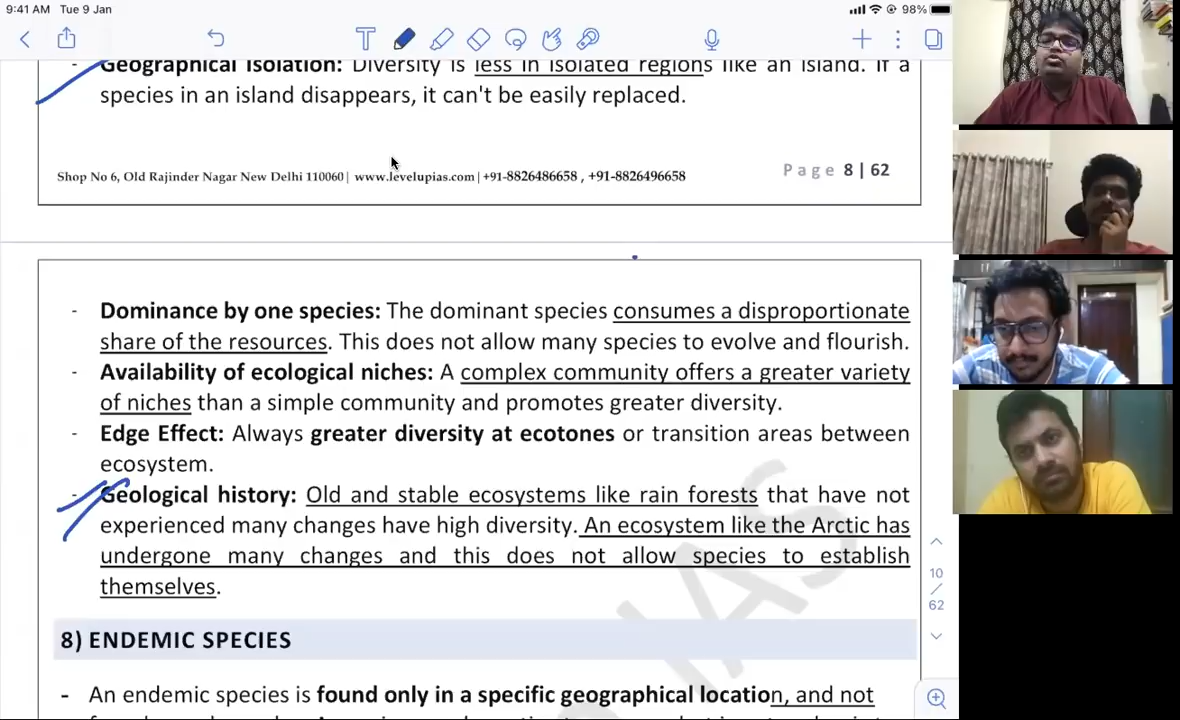 9:41 AM Tue 9 Jan
98%
- Geographical Isolation: Diversity is less in isolated regions like an island. If a
species in an island disappears, it can't be easily replaced.
Shop No 6, Old Rajinder Nagar New Delhi 110060| www.levelupias.com | +91-8826486658 , +91-8826496658
Page 8 | 62
- Dominance by one species: The dominant species consumes a disproportionate
share of the resources. This does not allow many species to evolve and flourish.
- Availability of ecological niches: A complex community offers a greater variety
of niches than a simple community and promotes greater diversity.
- Edge Effect: Always greater diversity at ecotones or transition areas between
ecosystem.
- Geological history: Old and stable ecosystems like rain forests that have not
experienced many changes have high diversity. An ecosystem like the Arctic has
undergone many changes and this does not allow species to establish
themselves.
10
/
62
IAS
8) ENDEMIC SPECIES
- An endemic species is found only in a specific geographical location, and not